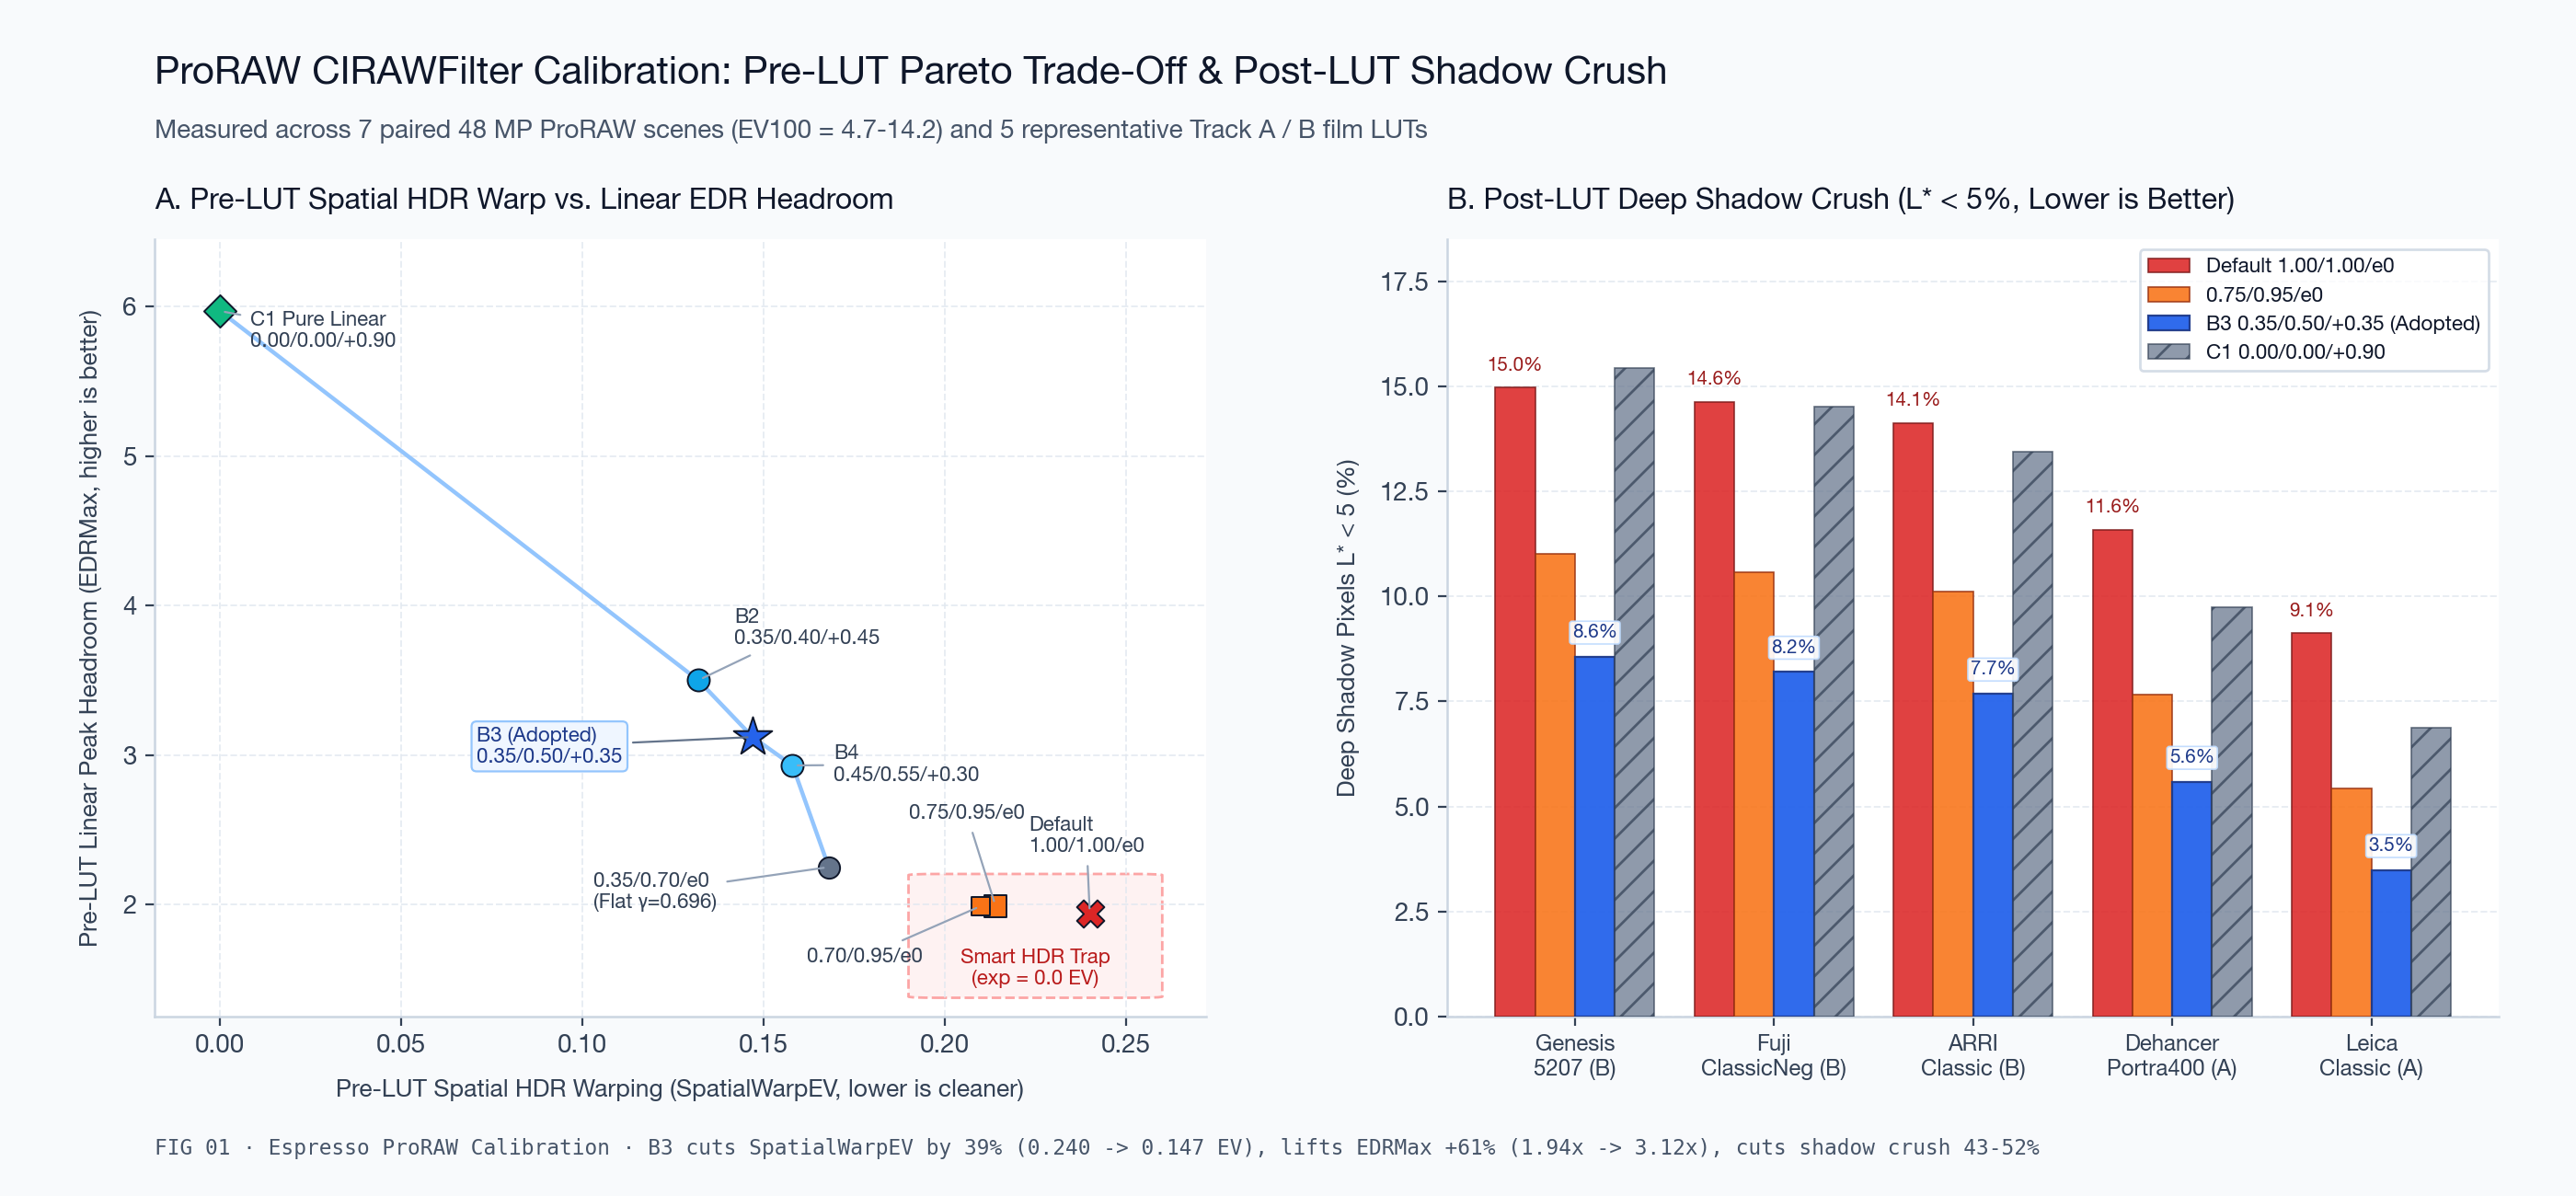 ProRAW CIRAWFilter Calibration: Pre-LUT Pareto Trade-Off & Post-LUT Shadow Crush
Measured across 7 paired 48 MP ProRAW scenes (EV100 = 4.7-14.2) and 5 representative Track A / B film LUTs
A. Pre-LUT Spatial HDR Warp vs. Linear EDR Headroom
Pre-LUT Linear Peak Headroom (EDRMax, higher is better)
6
5
4
3
2
C1 Pure Linear
0.00/0.00/+0.90
B2
0.35/0.40/+0.45
B3 (Adopted)
0.35/0.50/+0.35
B4
0.45/0.55/+0.30
0.75/0.95/e0
Default
1.00/1.00/e0
0.35/0.70/e0
(Flat γ=0.696)
0.70/0.95/e0
Smart HDR Trap
(exp = 0.0 EV)
0.00
0.05
0.10
0.15
0.20
0.25
Pre-LUT Spatial HDR Warping (SpatialWarpEV, lower is cleaner)
B. Post-LUT Deep Shadow Crush (L* < 5%, Lower is Better)
Deep Shadow Pixels L* < 5 (%)
17.5
15.0
12.5
10.0
7.5
5.0
2.5
0.0
Default 1.00/1.00/e0
0.75/0.95/e0
B3 0.35/0.50/+0.35 (Adopted)
C1 0.00/0.00/+0.90
15.0%
14.6%
14.1%
11.6%
9.1%
8.6%
8.2%
7.7%
5.6%
3.5%
Genesis
5207 (B)
Fuji
ClassicNeg (B)
ARRI
Classic (B)
Dehancer
Portra400 (A)
Leica
Classic (A)
FIG 01 · Espresso ProRAW Calibration · B3 cuts SpatialWarpEV by 39% (0.240 -> 0.147 EV), lifts EDRMax +61% (1.94x -> 3.12x), cuts shadow crush 43-52%